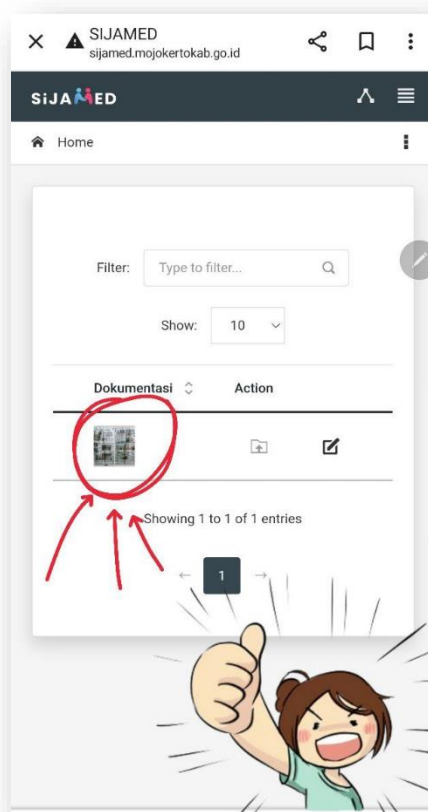 SIJAMED
sijamed.mojokertokab.go.id
SiJAMED
Home
Filter: Type to filter...
Show: 10
Dokumentasi Action
Showing 1 to 1 of 1 entries
← 1 →